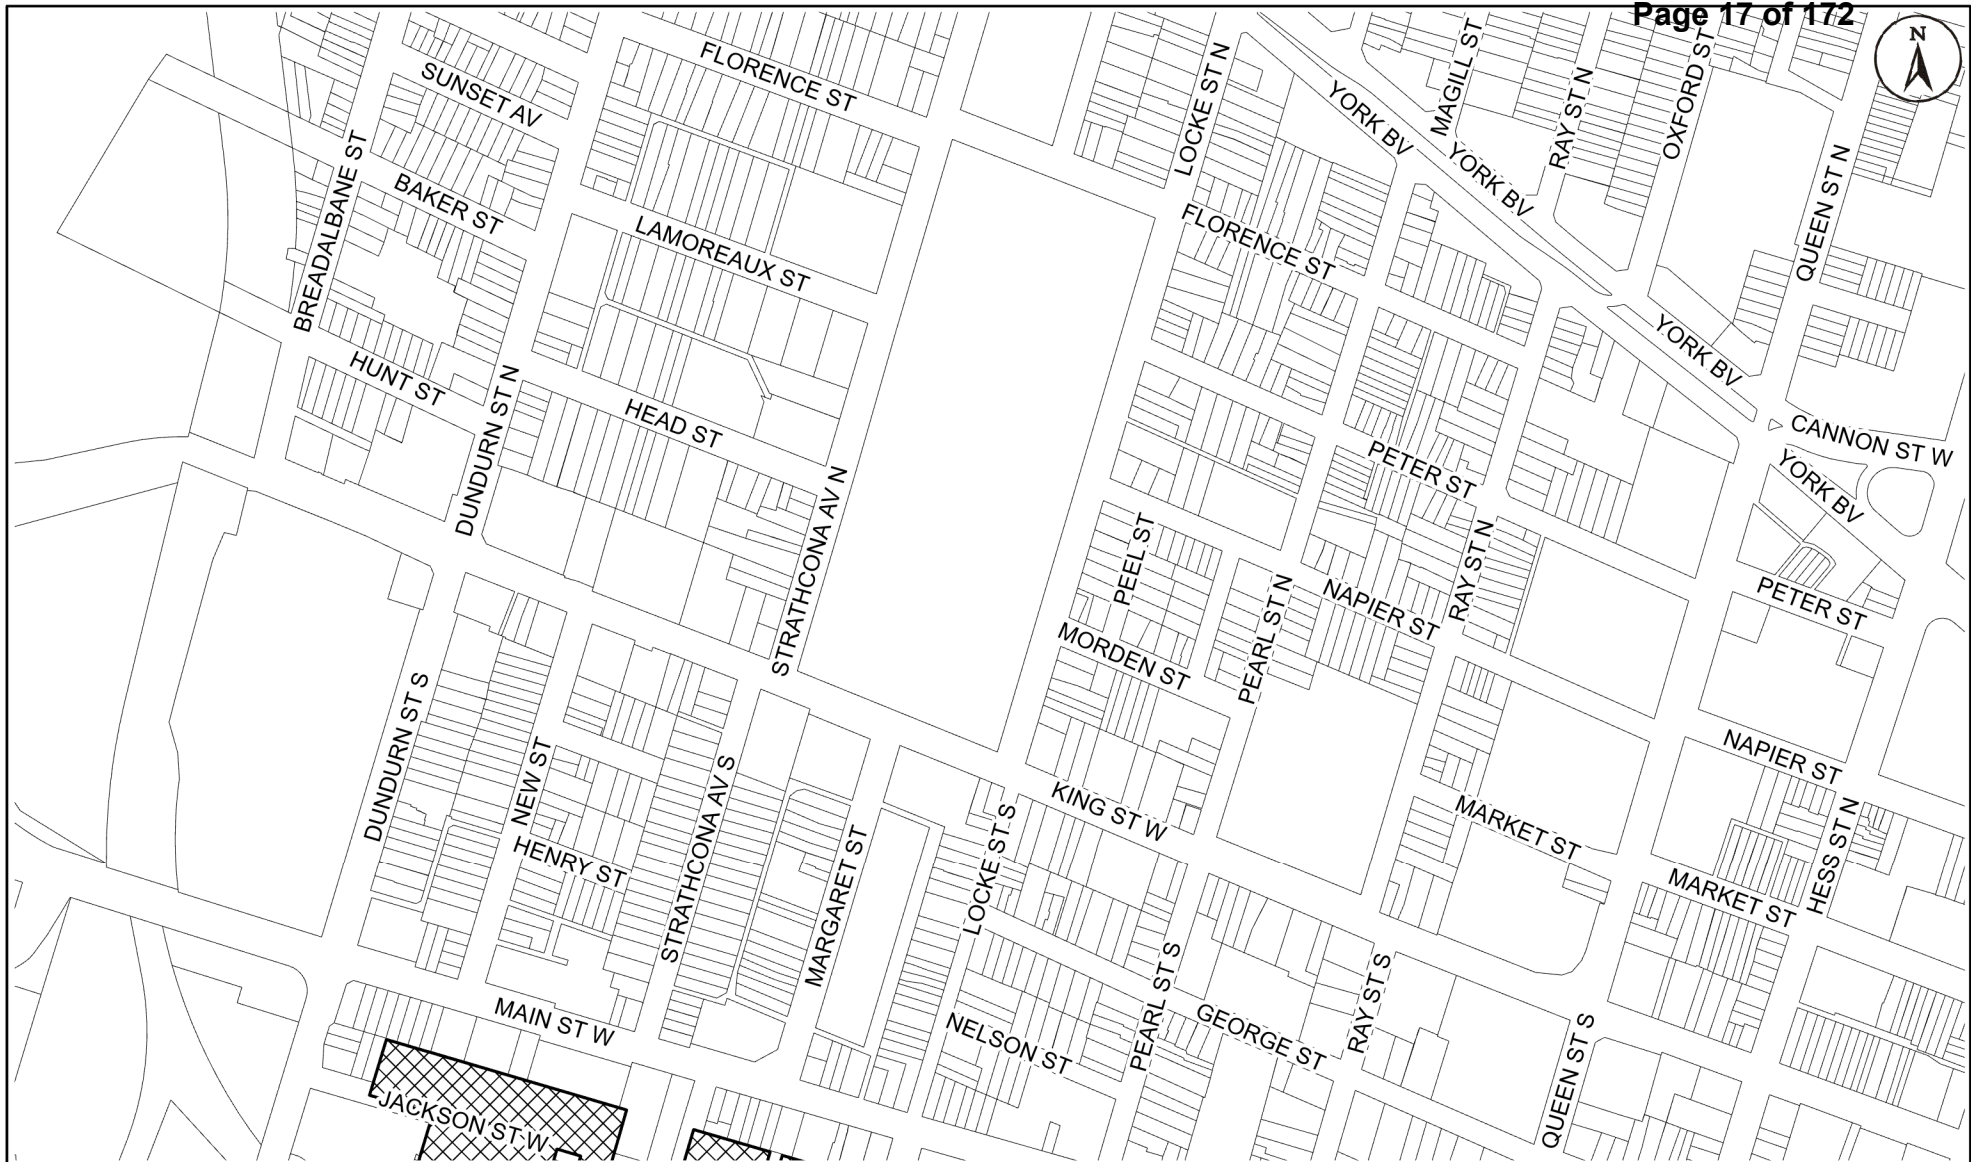 Page 17 of 172
N
FLORENCE ST
SUNSET AV
LOCKE ST N
YORK BV
MAGILL ST
RAY ST N
OXFORD ST
YORK BV
QUEEN ST N
BREADALBANE ST
BAKER ST
LAMOREAUX ST
FLORENCE ST
YORK BV
HUNT ST
DUNDURN ST N
HEAD ST
CANNON ST W
YORK BV
PETER ST
STRATHCONA AV N
PEEL ST
PEARL ST N
NAPIER ST
RAY ST N
PETER ST
MORDEN ST
DUNDURN ST S
NEW ST
STRATHCONA AV S
NAPIER ST
KING ST W
MARKET ST
HESS ST N
HENRY ST
MARGARET ST
LOCKE ST S
MARKET ST
MAIN ST W
NELSON ST
PEARL ST S
GEORGE ST
RAY ST S
QUEEN ST S
JACKSON ST W